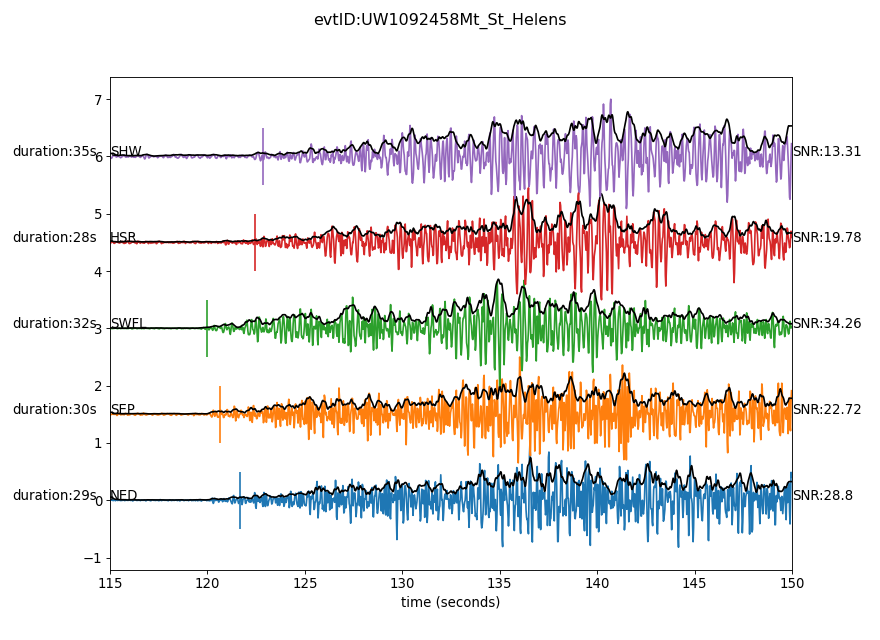 evtID:UW1092458Mt_St_Helens
7
duration:35s SHW SNR:13.31
6
5
duration:28s HSR SNR:19.78
4
duration:32s SWFL SNR:34.26
3
2
duration:30s SEP SNR:22.72
1
duration:29s NED SNR:28.8
0
−1
115 120 125 130 135 140 145 150
time (seconds)